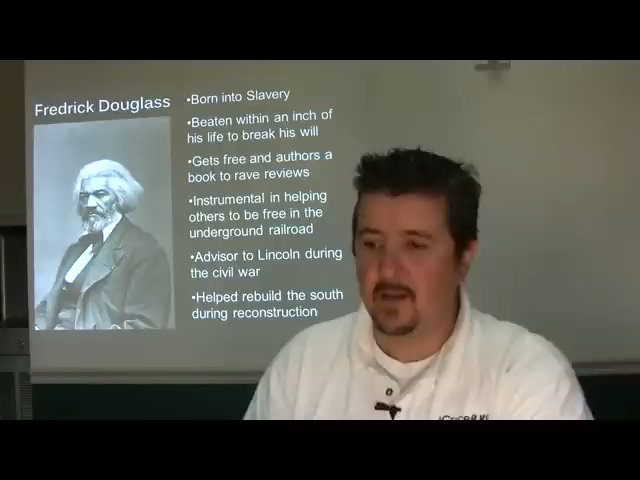 Fredrick Douglass
•Born into Slavery
•Beaten within an inch of
his life to break his will
•Gets free and authors a
book to rave reviews
•Instrumental in helping
others to be free in the
underground railroad
•Advisor to Lincoln during
the civil war
•Helped rebuild the south
during reconstruction